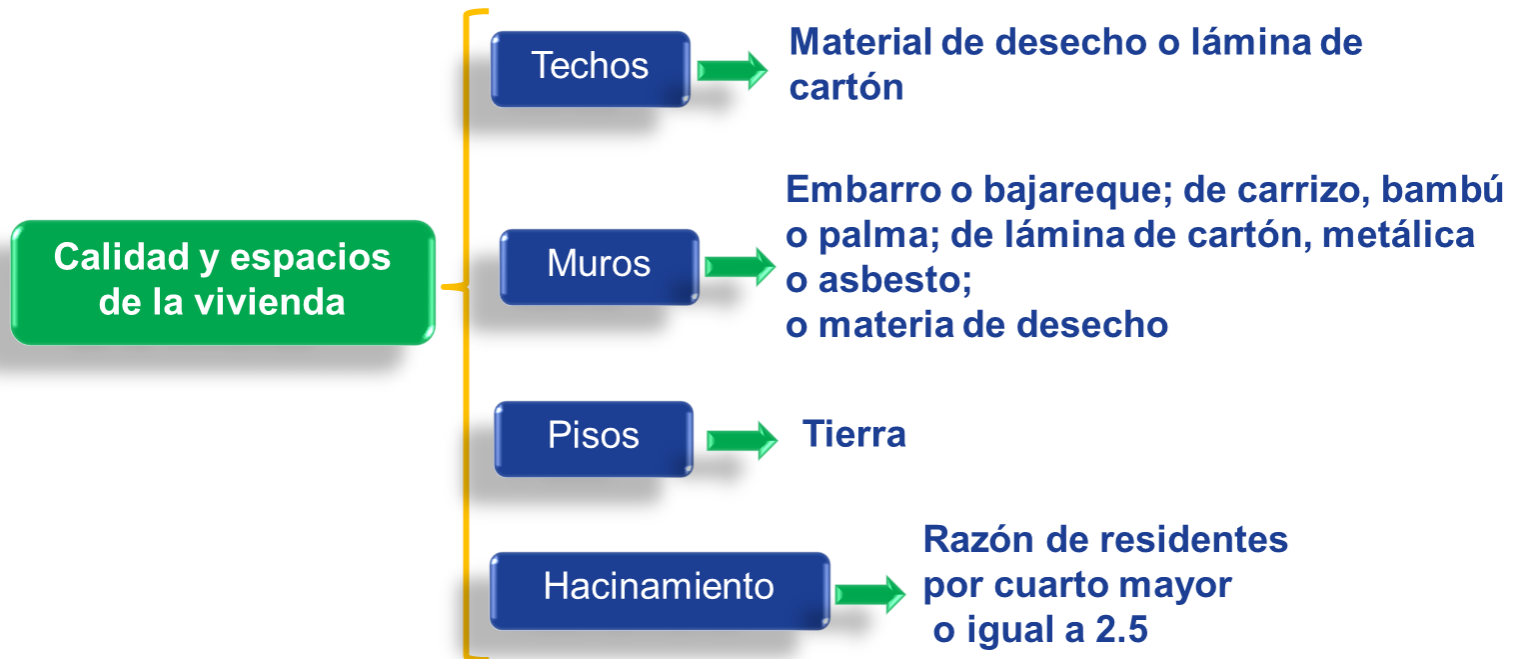 Calidad y espacios
de la vivienda
Techos
Material de desecho o lámina de
cartón
Muros
Embarro o bajareque; de carrizo, bambú
o palma; de lámina de cartón, metálica
o asbesto;
o materia de desecho
Pisos
Tierra
Hacinamiento
Razón de residentes
por cuarto mayor
o igual a 2.5